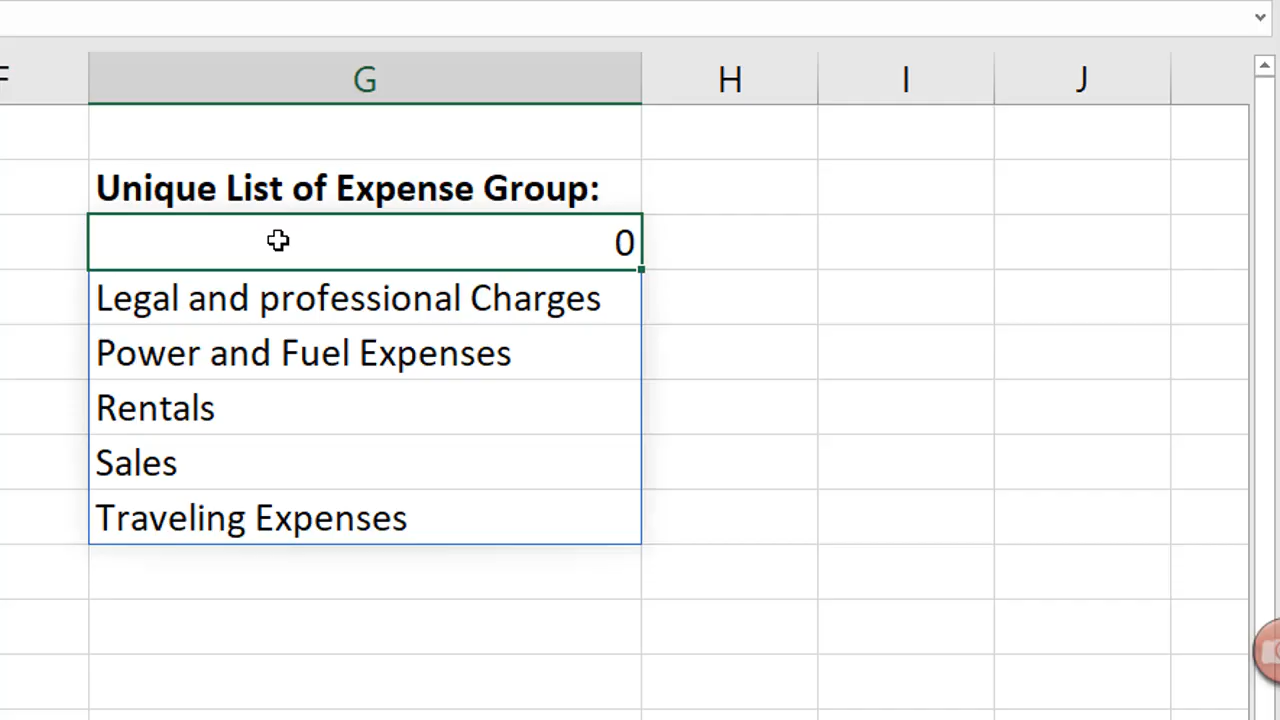 F G H I J
Unique List of Expense Group:
0
Legal and professional Charges
Power and Fuel Expenses
Rentals
Sales
Traveling Expenses